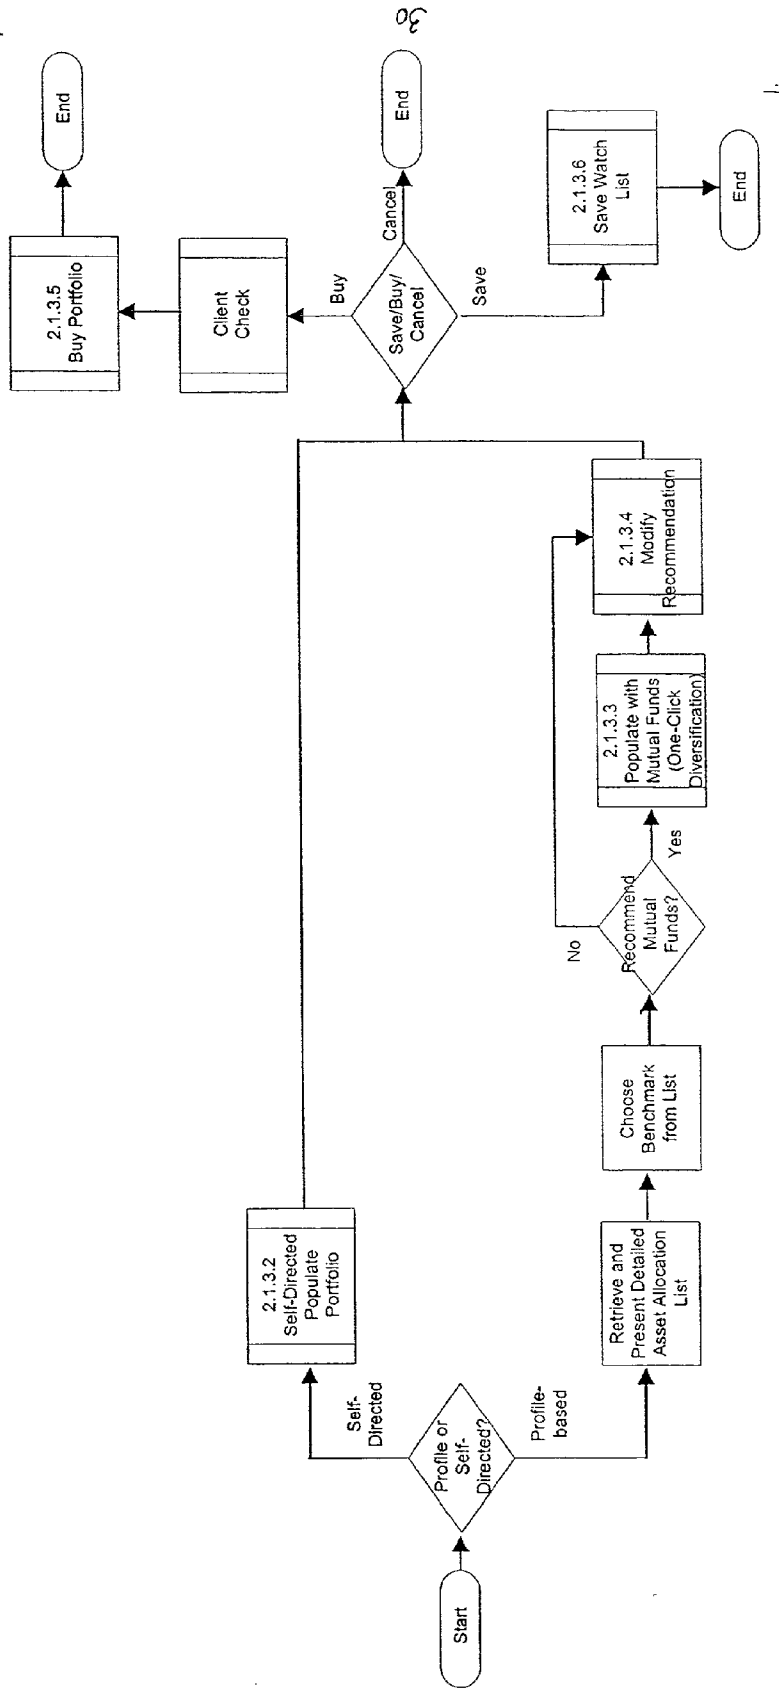 Start
Profile or
Self-
Directed?
Self-
Directed
Profile-
based
2.1.3.2
Self-Directed
Populate
Portfolio
Retrieve and
Present Detailed
Asset Allocation
List
Choose
Benchmark
from List
Recommend
Mutual
Funds?
No
Yes
2.1.3.3
Populate with
Mutual Funds
(One-Click
Diversification)
2.1.3.4
Modify
Recommendation
Save/Buy/
Cancel
Buy
Cancel
Save
Client
Check
2.1.3.5
Buy Portfolio
End
End
2.1.3.6
Save Watch
List
End
30